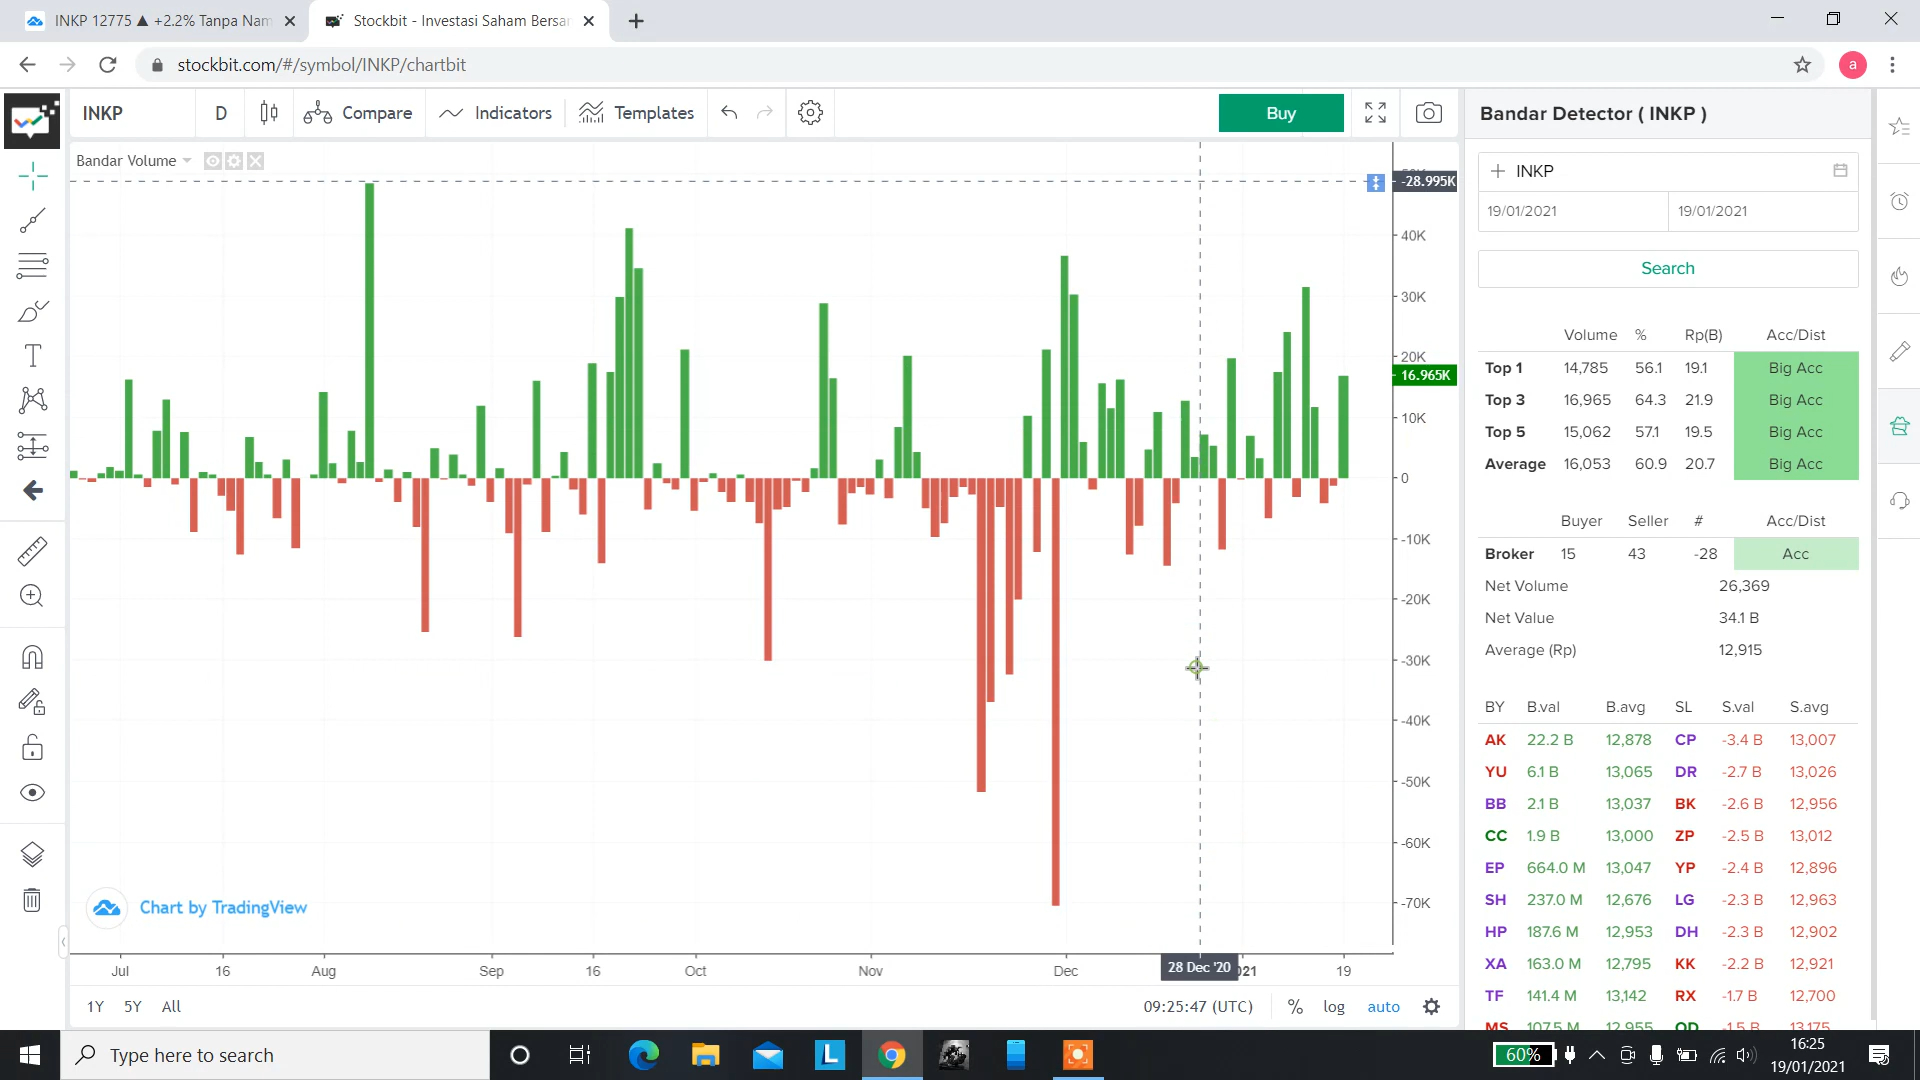 INKP 12775 ▲ +2.2% Tanpa Nam
Stockbit - Investasi Saham Bersar
stockbit.com/#/symbol/INKP/chartbit
a
INKP
D
Compare
Indicators
Templates
Buy
Bandar Volume
-28.995K
40K
30K
20K
16.965K
10K
0
-10K
-20K
-30K
-40K
-50K
-60K
-70K
Chart by TradingView
Jul 16 Aug Sep 16 Oct Nov Dec 28 Dec '20 021 19
1Y 5Y All
09:25:47 (UTC) % log auto
Bandar Detector ( INKP )
INKP
19/01/2021 19/01/2021
Search
Volume % Rp(B) Acc/Dist
Top 1 14,785 56.1 19.1 Big Acc
Top 3 16,965 64.3 21.9 Big Acc
Top 5 15,062 57.1 19.5 Big Acc
Average 16,053 60.9 20.7 Big Acc
Buyer Seller # Acc/Dist
Broker 15 43 -28 Acc
Net Volume 26,369
Net Value 34.1 B
Average (Rp) 12,915
BY B.val B.avg SL S.val S.avg
AK 22.2 B 12,878 CP -3.4 B 13,007
YU 6.1 B 13,065 DR -2.7 B 13,026
BB 2.1 B 13,037 BK -2.6 B 12,956
CC 1.9 B 13,000 ZP -2.5 B 13,012
EP 664.0 M 13,047 YP -2.4 B 12,896
SH 237.0 M 12,676 LG -2.3 B 12,963
HP 187.6 M 12,953 DH -2.3 B 12,902
XA 163.0 M 12,795 KK -2.2 B 12,921
TF 141.4 M 13,142 RX -1.7 B 12,700
MS 107.5 M 12,955 OD -1.5 B 13,175
Type here to search
L
60%
16:25
19/01/2021